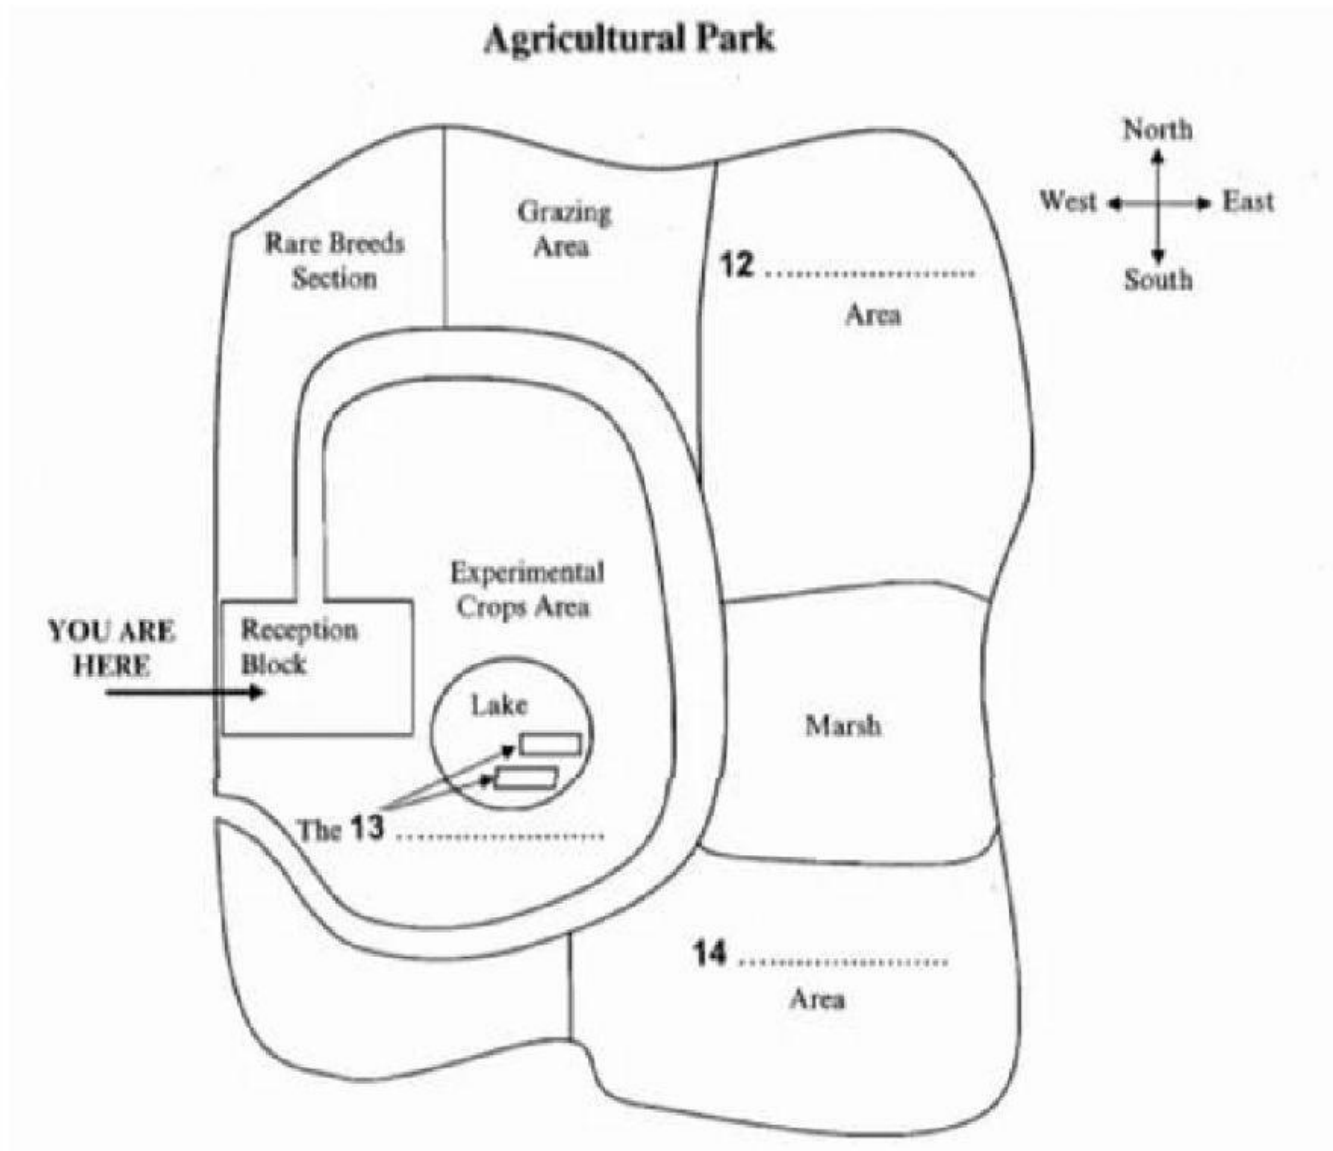 Agricultural Park
North
West
East
South
Grazing
Area
Rare Breeds
Section
12 ........................
Area
Experimental
Crops Area
YOU ARE
HERE
Reception
Block
Lake
Marsh
The 13 ........................
14 ........................
Area